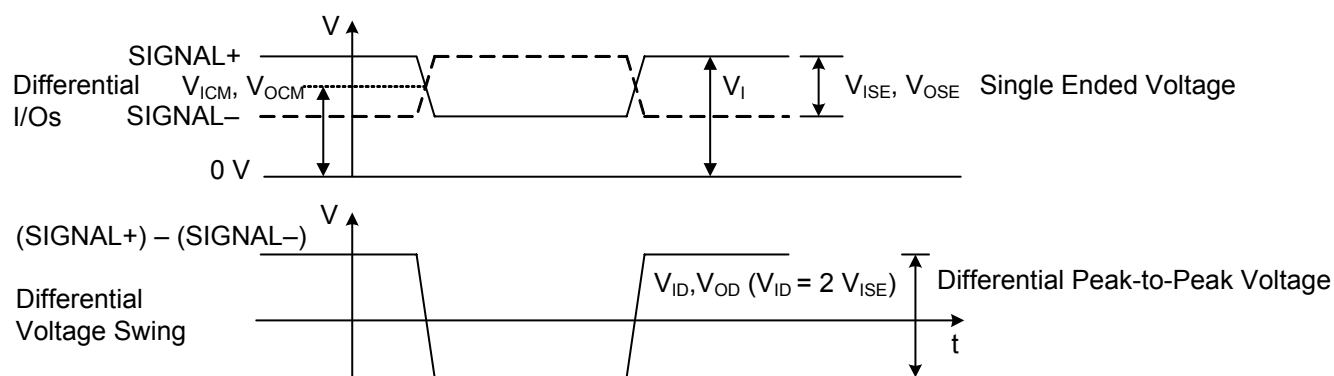 V
SIGNAL+
Differential I/Os
V_ICM, V_OCM
SIGNAL–
V_I
V_ISE, V_OSE
Single Ended Voltage
0 V
V
(SIGNAL+) – (SIGNAL–)
V_ID,V_OD (V_ID = 2 V_ISE)
Differential Peak-to-Peak Voltage
Differential
Voltage Swing
t